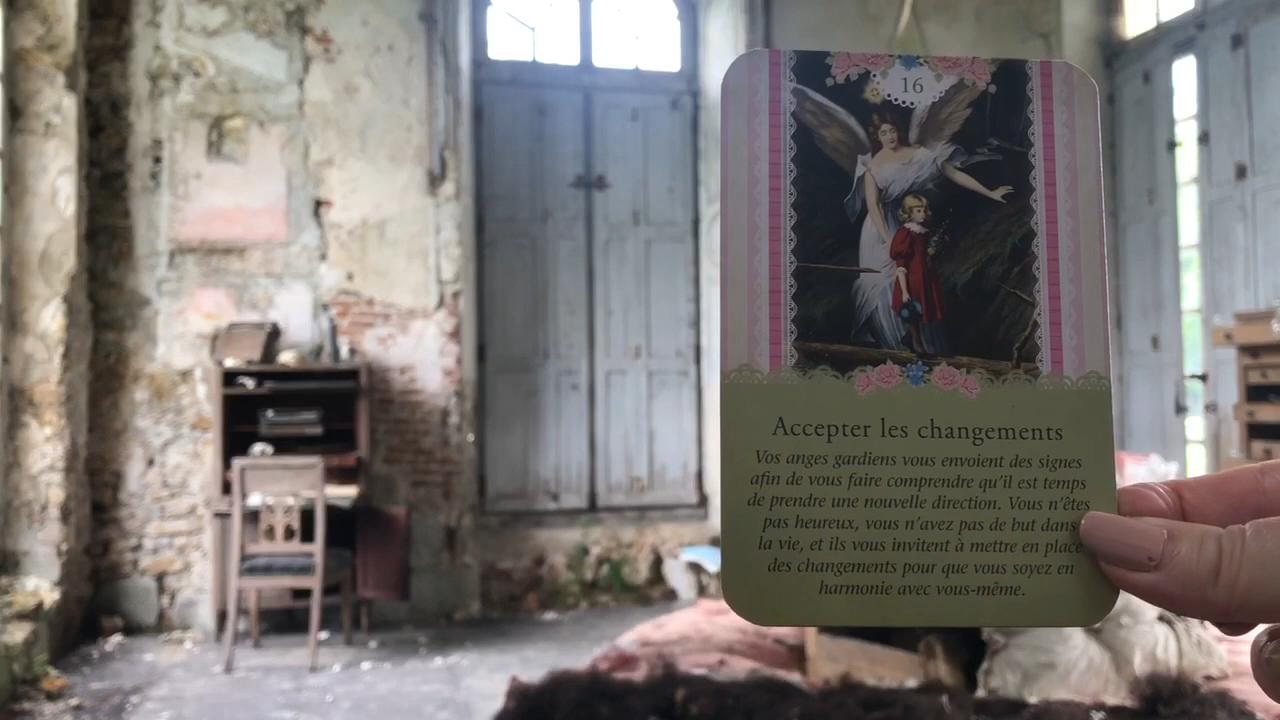 16
Accepter les changements
Vos anges gardiens vous envoient des signes
afin de vous faire comprendre qu'il est temps
de prendre une nouvelle direction. Vous n'êtes
pas heureux, vous n'avez pas de but dans
la vie, et ils vous invitent à mettre en place
des changements pour que vous soyez en
harmonie avec vous-même.